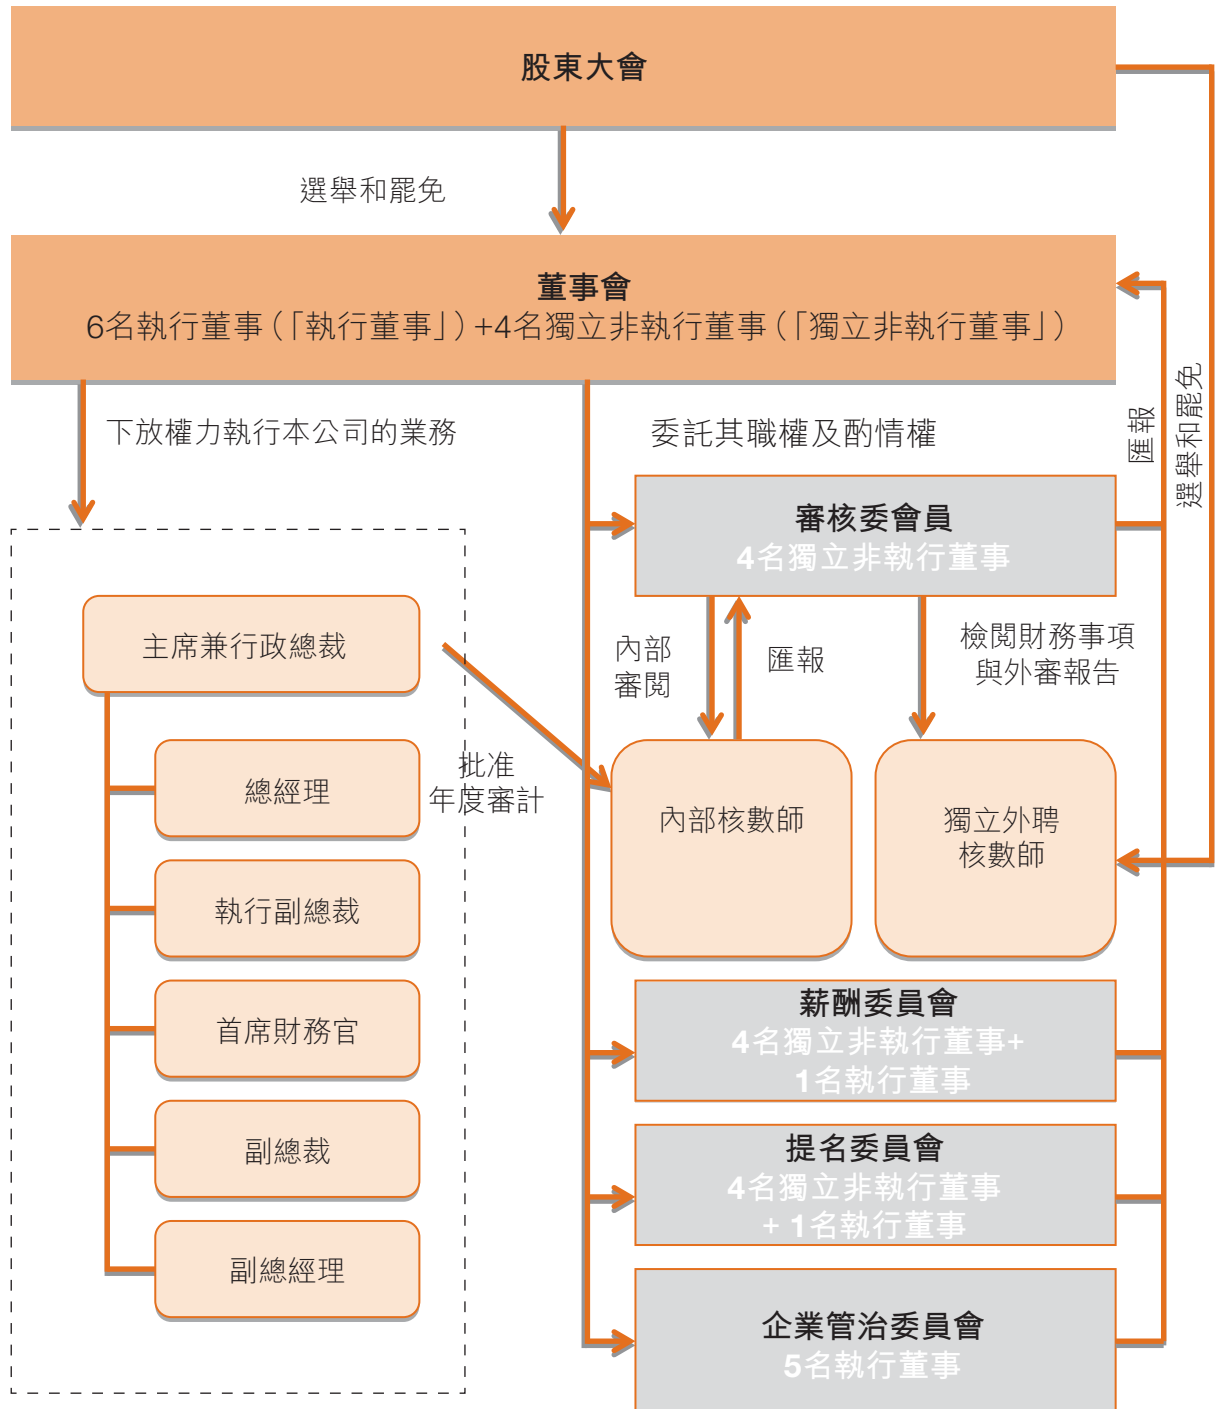 股東大會
選舉和罷免
董事會
6名執行董事（「執行董事」）+4名獨立非執行董事（「獨立非執行董事」）
下放權力執行本公司的業務
委託其職權及酌情權
匯報
選舉和罷免
審核委會員
4名獨立非執行董事
主席兼行政總裁
內部
審閱
匯報
檢閱財務事項
與外審報告
總經理
批准
年度審計
內部核數師
獨立外聘
核數師
執行副總裁
首席財務官
薪酬委員會
4名獨立非執行董事+
1名執行董事
副總裁
提名委員會
4名獨立非執行董事
+ 1名執行董事
副總經理
企業管治委員會
5名執行董事